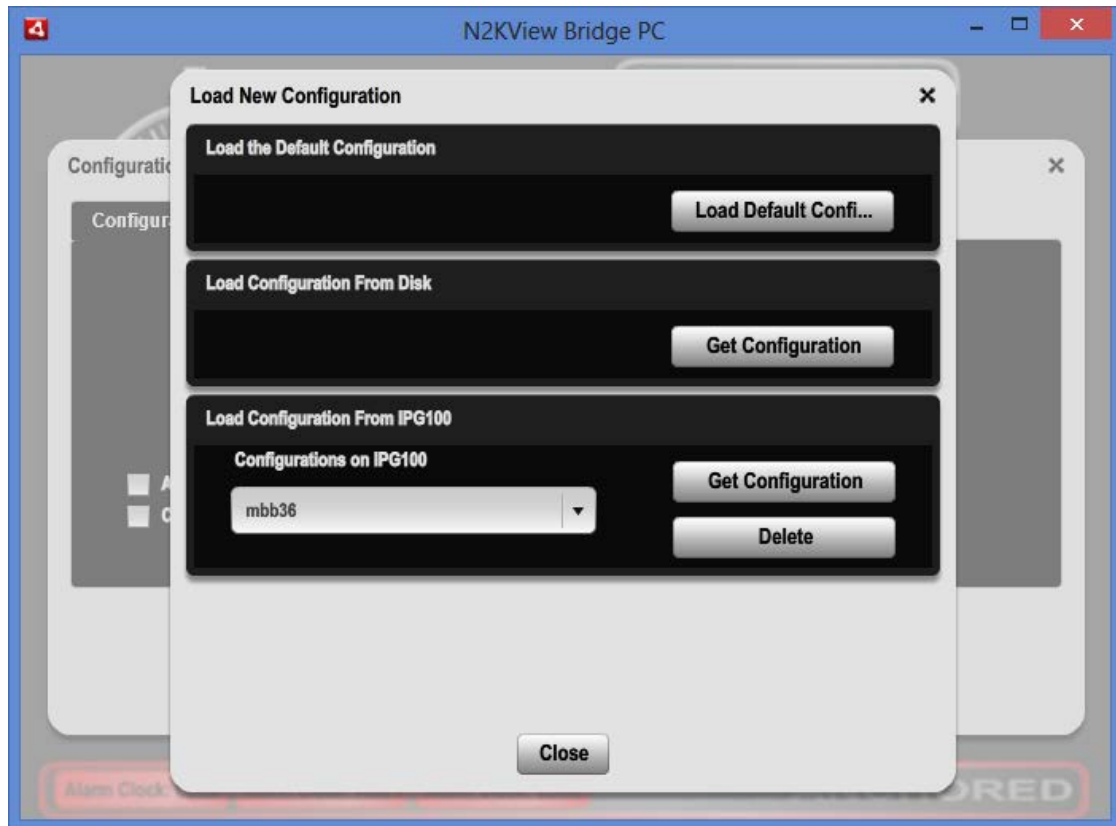 N2KView Bridge PC
Load New Configuration
Configuratio
Load the Default Configuration
Configur
Load Default Confi...
Load Configuration From Disk
Get Configuration
Load Configuration From IPG100
Configurations on IPG100
Get Configuration
mbb36
Delete
Close
Alarm Clock
ORED